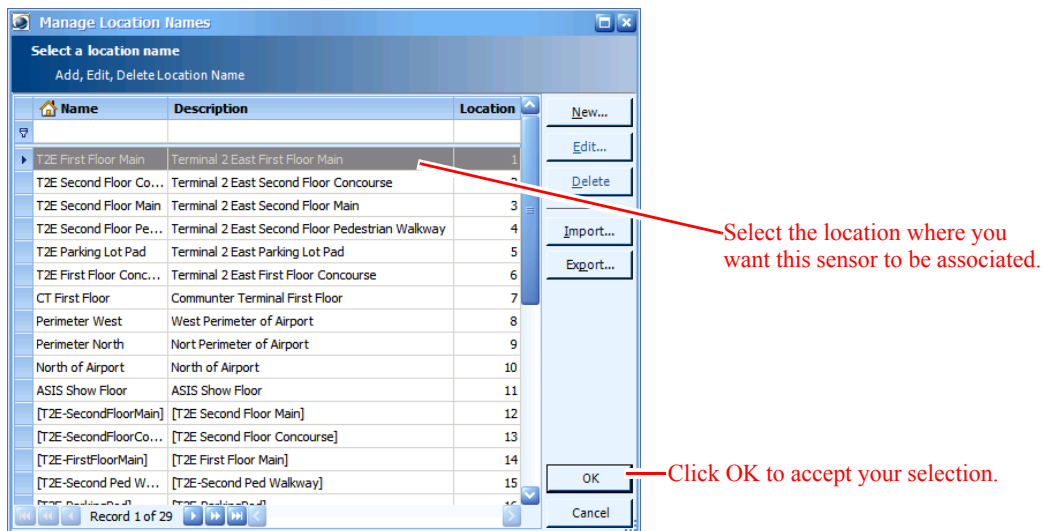 Manage Location Names
Select a location name
Add, Edit, Delete Location Name
Name Description Location
T2E First Floor Main Terminal 2 East First Floor Main 1
T2E Second Floor Co... Terminal 2 East Second Floor Concourse
T2E Second Floor Main Terminal 2 East Second Floor Main 3
T2E Second Floor Pe... Terminal 2 East Second Floor Pedestrian Walkway 4
T2E Parking Lot Pad Terminal 2 East Parking Lot Pad 5
T2E First Floor Conc... Terminal 2 East First Floor Concourse 6
CT First Floor Communter Terminal First Floor 7
Perimeter West West Perimeter of Airport 8
Perimeter North Nort Perimeter of Airport 9
North of Airport North of Airport 10
ASIS Show Floor ASIS Show Floor 11
[T2E-SecondFloorMain] [T2E Second Floor Main] 12
[T2E-SecondFloorCo... [T2E Second Floor Concourse] 13
[T2E-FirstFloorMain] [T2E First Floor Main] 14
[T2E-Second Ped W... [T2E-Second Ped Walkway] 15
Record 1 of 29
New...
Edit...
Delete
Import...
Export...
OK
Cancel
Select the location where you
want this sensor to be associated.
Click OK to accept your selection.